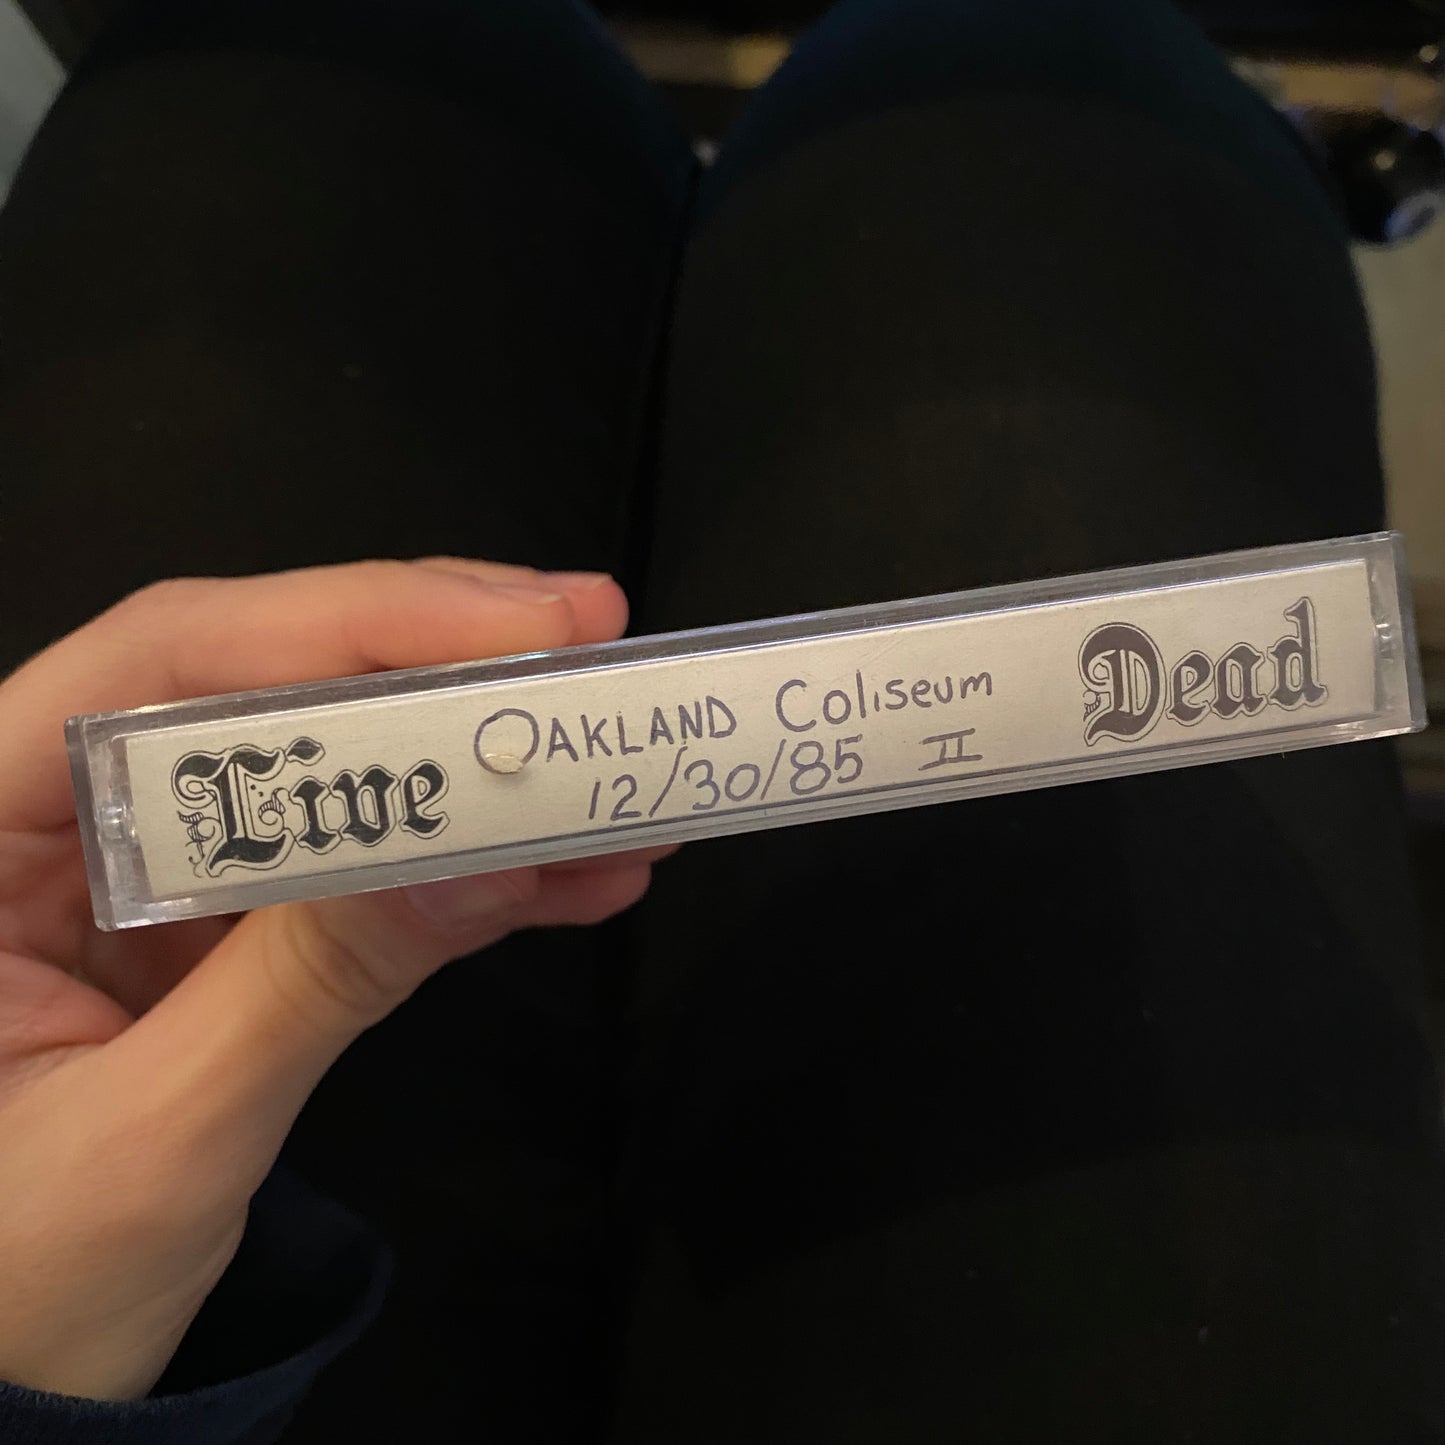 Live
OAKLAND Coliseum
12/30/85 II
Dead